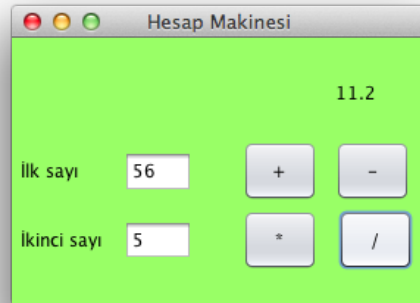 Hesap Makinesi
11.2
İlk sayı 56 + -
İkinci sayı 5 * /